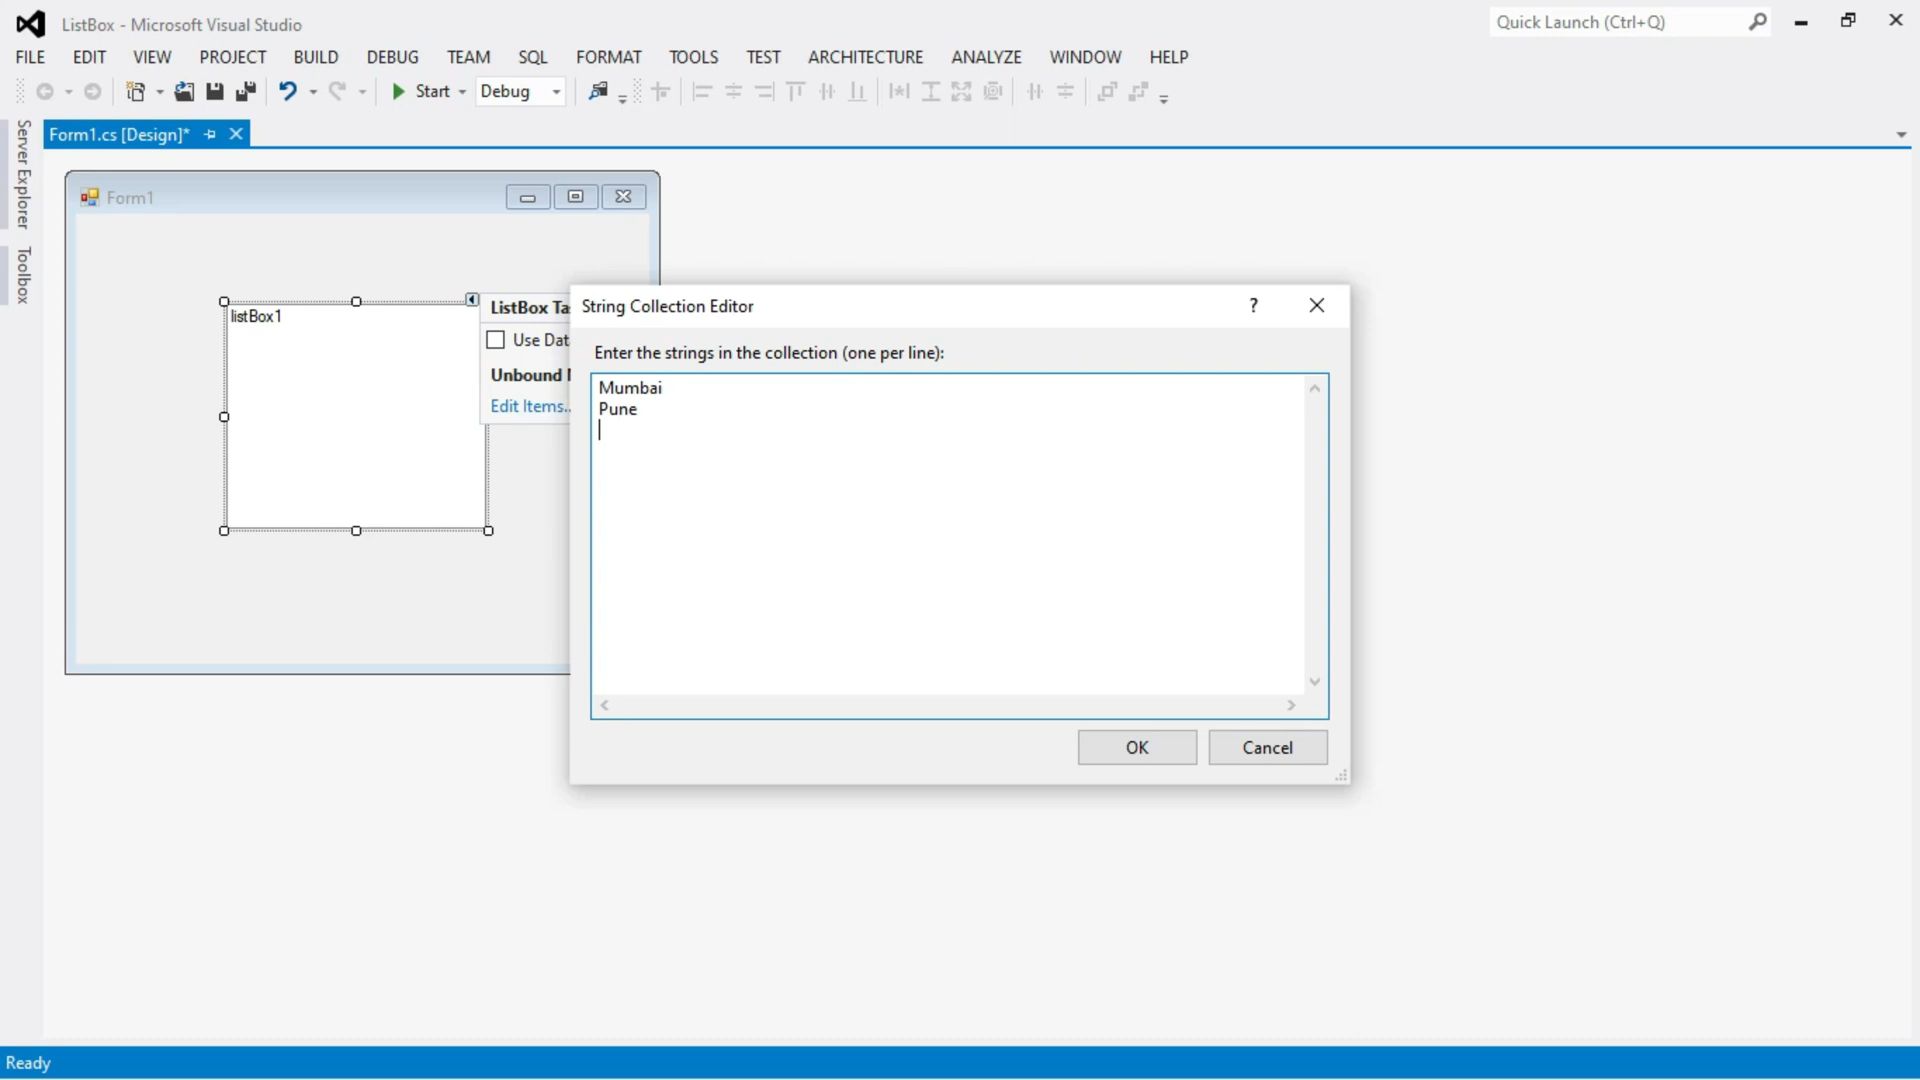 ListBox - Microsoft Visual Studio
Quick Launch (Ctrl+Q)
FILE EDIT VIEW PROJECT BUILD DEBUG TEAM SQL FORMAT TOOLS TEST ARCHITECTURE ANALYZE WINDOW HELP
Start Debug
Server Explorer
Toolbox
Form1.cs [Design]*
Form1
listBox1
ListBox Ta
Use Dat
Unbound
Edit Items..
String Collection Editor
?
Enter the strings in the collection (one per line):
Mumbai
Pune
OK
Cancel
Ready